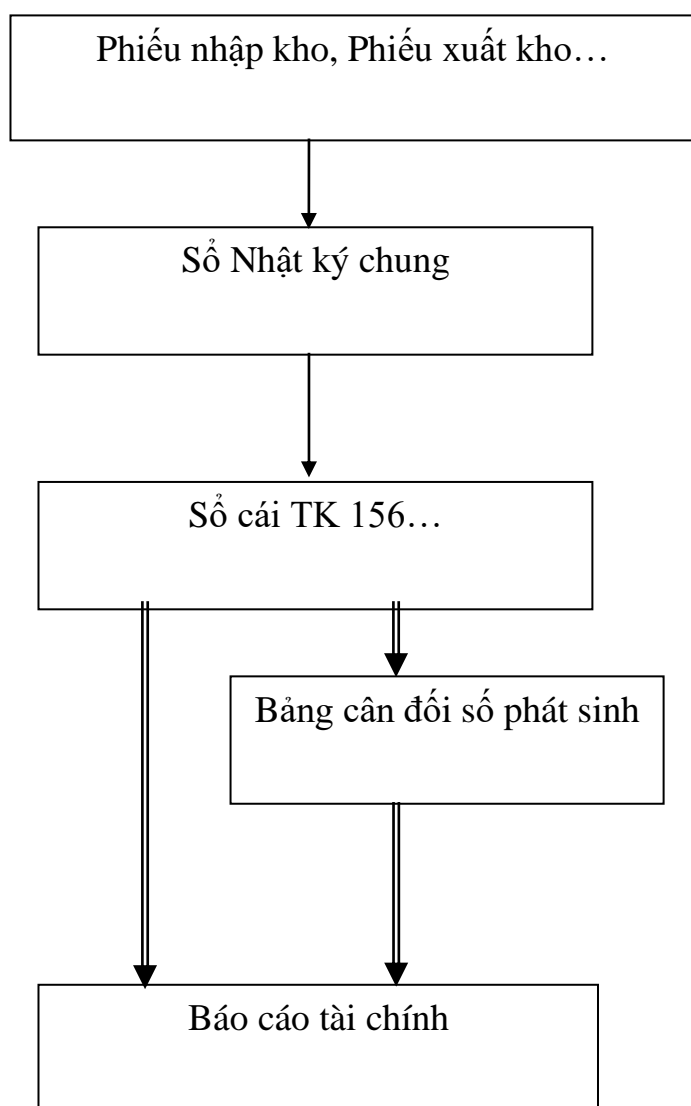 Phiếu nhập kho, Phiếu xuất kho…
Sổ Nhật ký chung
Sổ cái TK 156…
Bảng cân đối số phát sinh
Báo cáo tài chính